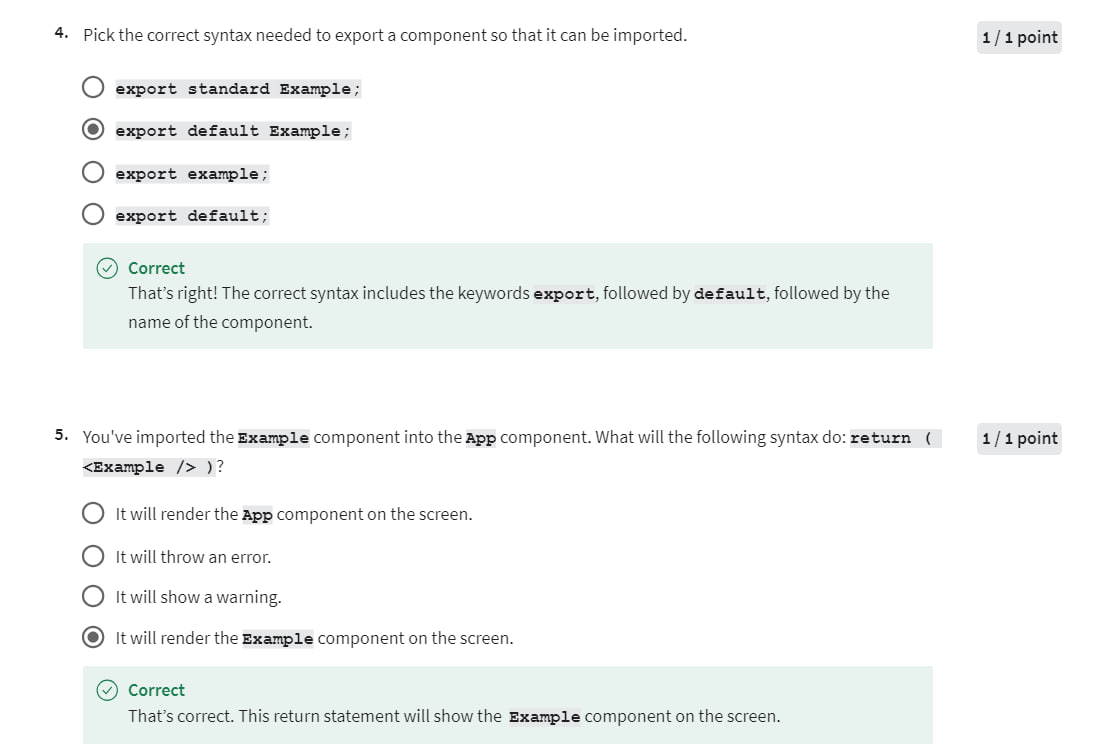 4. Pick the correct syntax needed to export a component so that it can be imported.
1 / 1 point
export standard Example;
export default Example;
export example;
export default;
Correct
That’s right! The correct syntax includes the keywords export, followed by default, followed by the
name of the component.
5. You've imported the Example component into the App component. What will the following syntax do: return (
1 / 1 point
<Example /> )?
It will render the App component on the screen.
It will throw an error.
It will show a warning.
It will render the Example component on the screen.
Correct
That’s correct. This return statement will show the Example component on the screen.